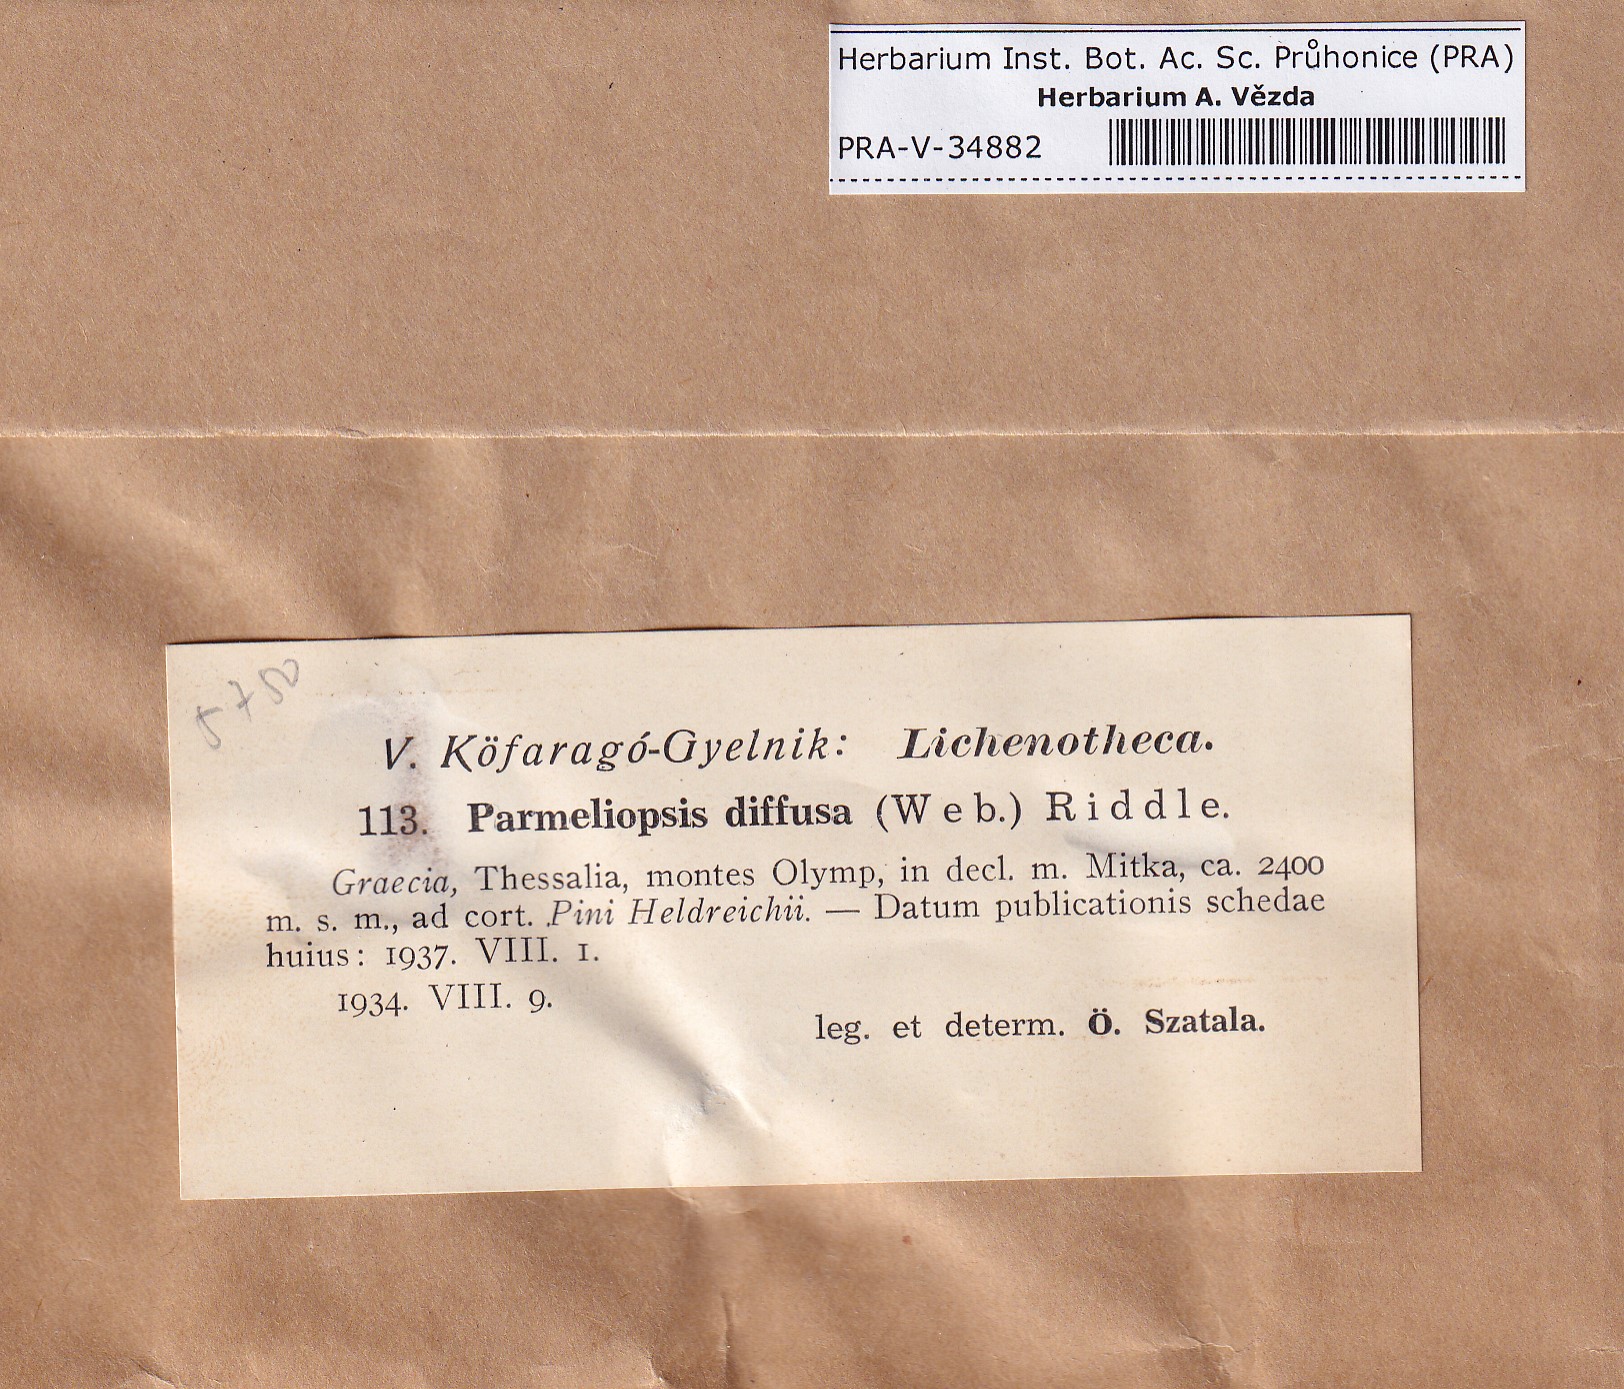 Herbarium Inst. Bot. Ac. Sc. Průhonice (PRA)
Herbarium A. Vězda
PRA-V-34882
5750
V. Köfaragó-Gyelnik: Lichenotheca.
113. Parmeliopsis diffusa (Web.) Riddle.
Graecia, Thessalia, montes Olymp, in decl. m. Mitka, ca. 2400
m. s. m., ad cort. Pini Heldreichii. — Datum publicationis schedae
huius: 1937. VIII. 1.
1934. VIII. 9.
leg. et determ. Ö. Szatala.